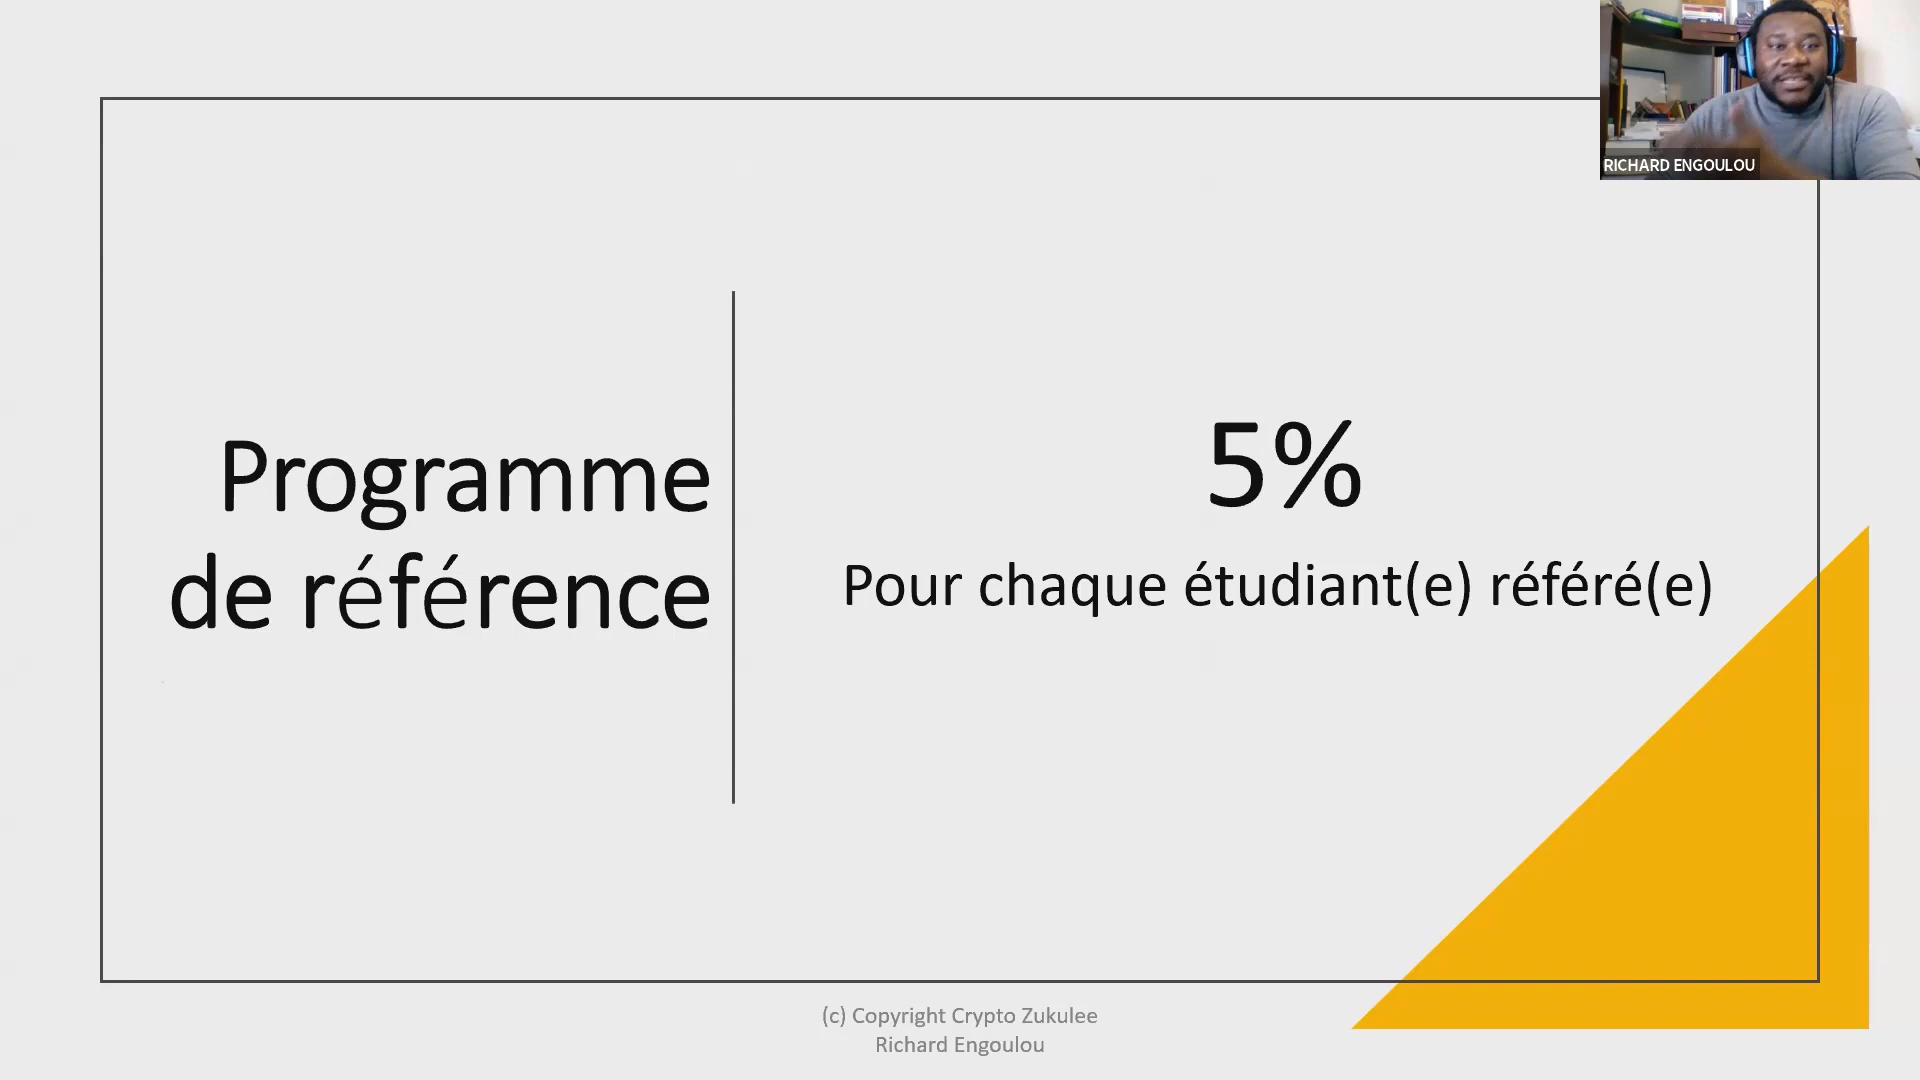 RICHARD ENGOULOU
Programme
de référence
5%
Pour chaque étudiant(e) référé(e)
(c) Copyright Crypto Zukulee
Richard Engoulou